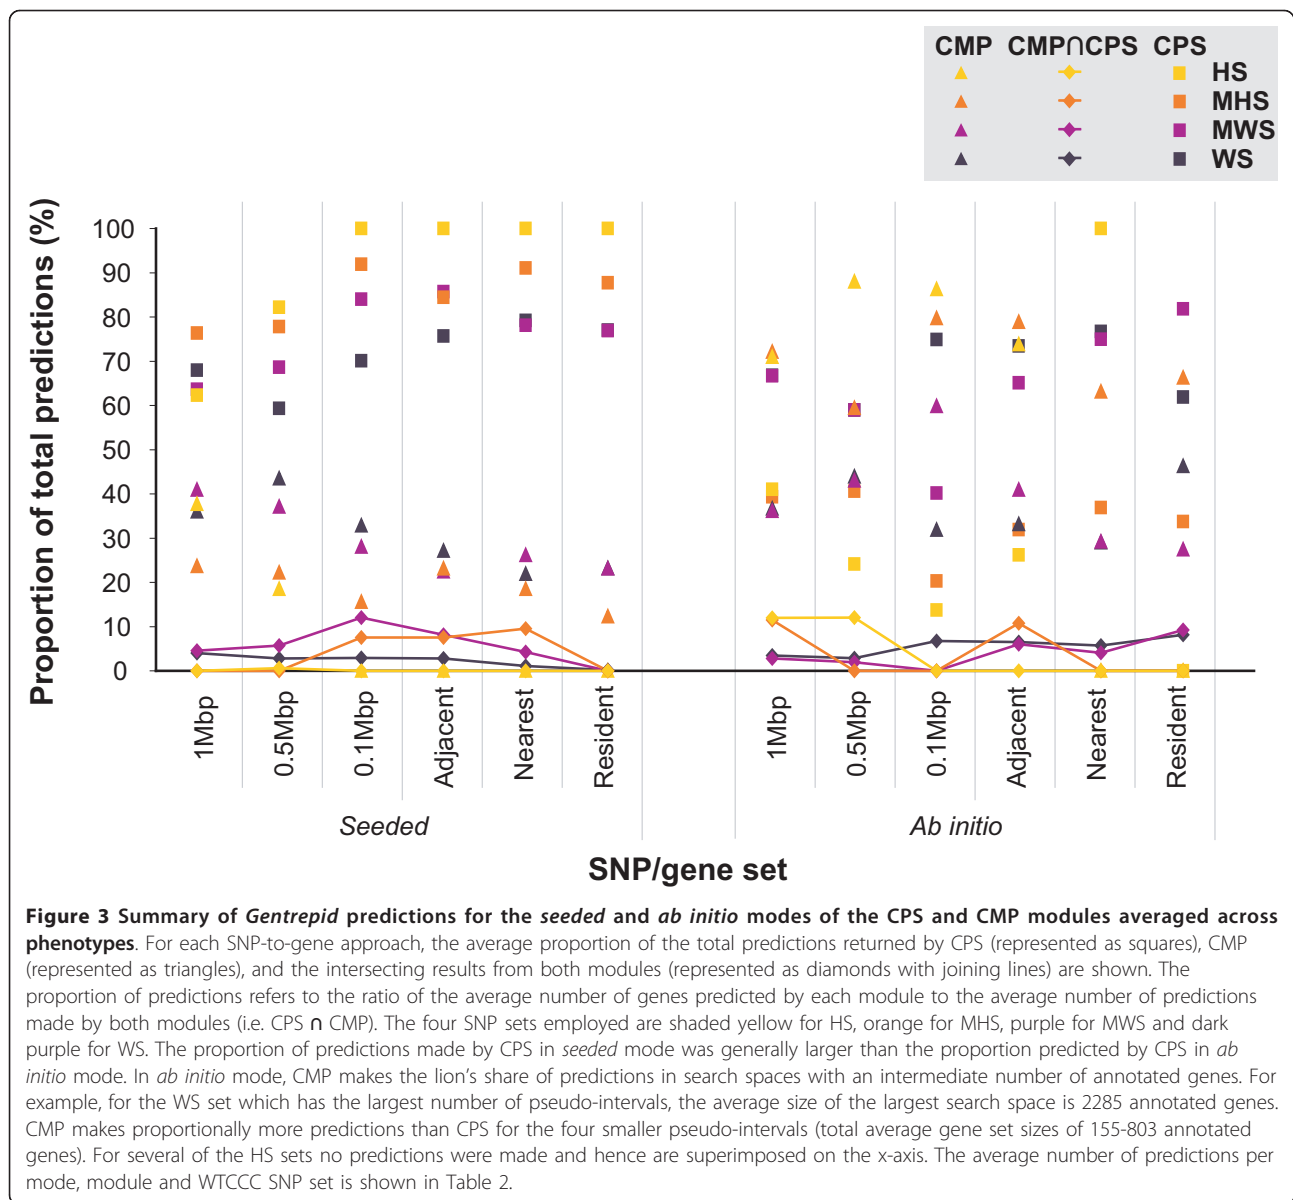 CMP CMP∩CPS CPS
HS
MHS
MWS
WS
Proportion of total predictions (%)
100
90
80
70
60
50
40
30
20
10
0
1Mbp
0.5Mbp
0.1Mbp
Adjacent
Nearest
Resident
1Mbp
0.5Mbp
0.1Mbp
Adjacent
Nearest
Resident
Seeded
Ab initio
SNP/gene set
Figure 3 Summary of Gentrepid predictions for the seeded and ab initio modes of the CPS and CMP modules averaged across
phenotypes. For each SNP-to-gene approach, the average proportion of the total predictions returned by CPS (represented as squares), CMP
(represented as triangles), and the intersecting results from both modules (represented as diamonds with joining lines) are shown. The
proportion of predictions refers to the ratio of the average number of genes predicted by each module to the average number of predictions
made by both modules (i.e. CPS ∩ CMP). The four SNP sets employed are shaded yellow for HS, orange for MHS, purple for MWS and dark
purple for WS. The proportion of predictions made by CPS in seeded mode was generally larger than the proportion predicted by CPS in ab
initio mode. In ab initio mode, CMP makes the lion's share of predictions in search spaces with an intermediate number of annotated genes. For
example, for the WS set which has the largest number of pseudo-intervals, the average size of the largest search space is 2285 annotated genes.
CMP makes proportionally more predictions than CPS for the four smaller pseudo-intervals (total average gene set sizes of 155-803 annotated
genes). For several of the HS sets no predictions were made and hence are superimposed on the x-axis. The average number of predictions per
mode, module and WTCCC SNP set is shown in Table 2.